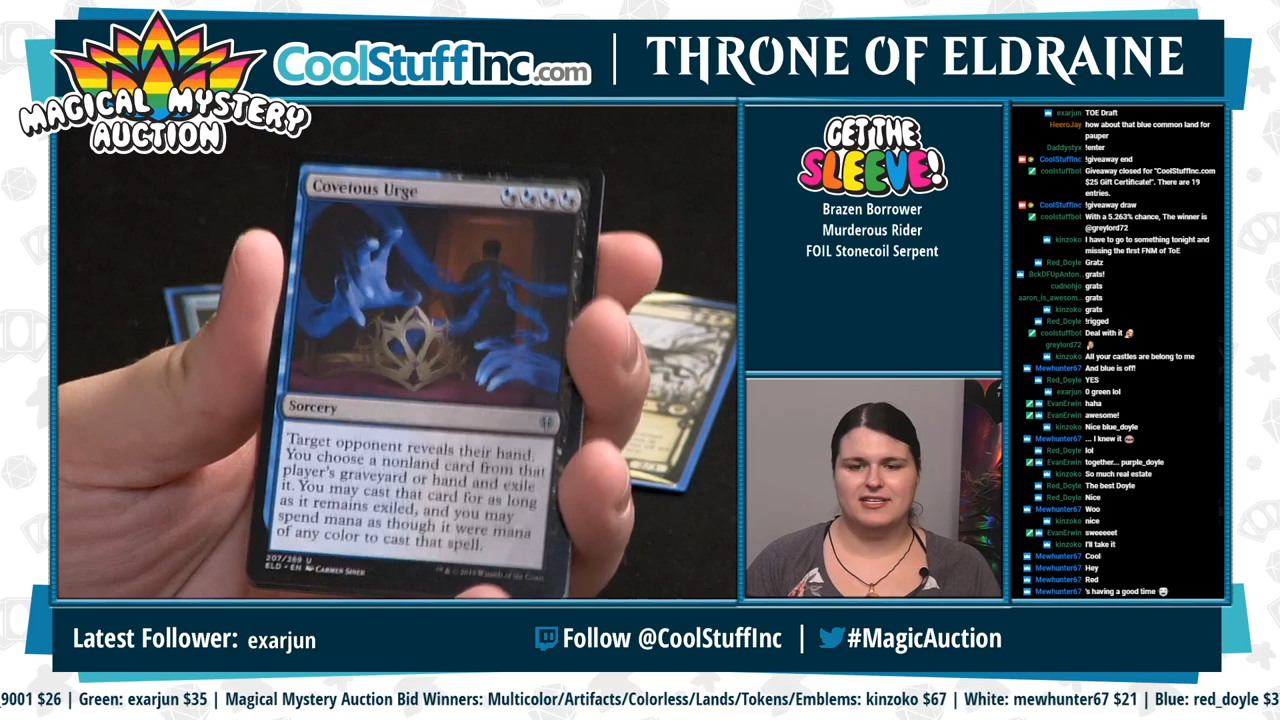 MAGICAL MYSTERY
AUCTION
CoolStuffInc.com
THRONE OF ELDRAINE
Covetous Urge
Sorcery
Target opponent reveals their hand.
You choose a nonland card from that
player's graveyard or hand and exile
it. You may cast that card for as long
as it remains exiled, and you may
spend mana as though it were mana
of any color to cast that spell.
207/269 U
ELD • EN Carmen Sinek
GET THE
SLEEVE!
Brazen Borrower
Murderous Rider
FOIL Stonecoil Serpent
exarjun TOE Draft
HeeroJay how about that blue common land for
pauper
Daddystyx !enter
CoolStuffInc !giveaway end
coolstuffbot Giveaway closed for "CoolStuffInc.com
$25 Gift Certificate!". There are 19
entries.
CoolStuffInc !giveaway draw
coolstuffbot With a 5.263% chance, The winner is
@greylord72
kinzoko I have to go to something tonight and
missing the first FNM of ToE
Red_Doyle Gratz
BckDFUpAnton... grats!
cudnohjo grats
aaron_is_awesom... grats
kinzoko grats
Red_Doyle !rigged
coolstuffbot Deal with it
greylord72
kinzoko All your castles are belong to me
Mewhunter67 And blue is off!
Red_Doyle YES
exarjun 0 green lol
EvanErwin haha
EvanErwin awesome!
kinzoko Nice blue_doyle
Mewhunter67 ... I knew it
Red_Doyle lol
EvanErwin together... purple_doyle
kinzoko So much real estate
Red_Doyle The best Doyle
Red_Doyle Nice
Mewhunter67 Woo
kinzoko nice
EvanErwin sweeeeet
kinzoko I'll take it
Mewhunter67 Cool
Mewhunter67 Hey
Mewhunter67 Red
Mewhunter67 's having a good time
Latest Follower: exarjun
Follow @CoolStuffInc | #MagicAuction
9001 $26 | Green: exarjun $35 | Magical Mystery Auction Bid Winners: Multicolor/Artifacts/Colorless/Lands/Tokens/Emblems: kinzoko $67 | White: mewhunter67 $21 | Blue: red_doyle $3